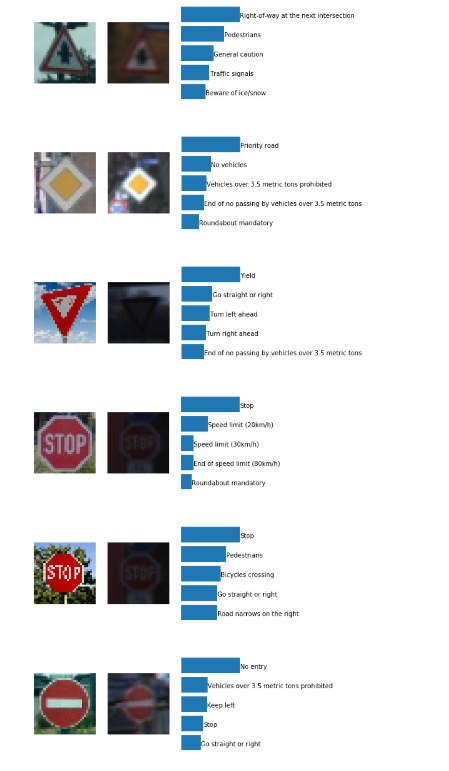 Right-of-way at the next intersection
Pedestrians
General caution
Traffic signals
Beware of ice/snow
Priority road
No vehicles
Vehicles over 3.5 metric tons prohibited
End of no passing by vehicles over 3.5 metric tons
Roundabout mandatory
Yield
Go straight or right
Turn left ahead
Turn right ahead
End of no passing by vehicles over 3.5 metric tons
STOP
STOP
Stop
Speed limit (20km/h)
Speed limit (30km/h)
End of speed limit (80km/h)
Roundabout mandatory
STOP
STOP
Stop
Pedestrians
Bicycles crossing
Go straight or right
Road narrows on the right
No entry
Vehicles over 3.5 metric tons prohibited
Keep left
Stop
Go straight or right